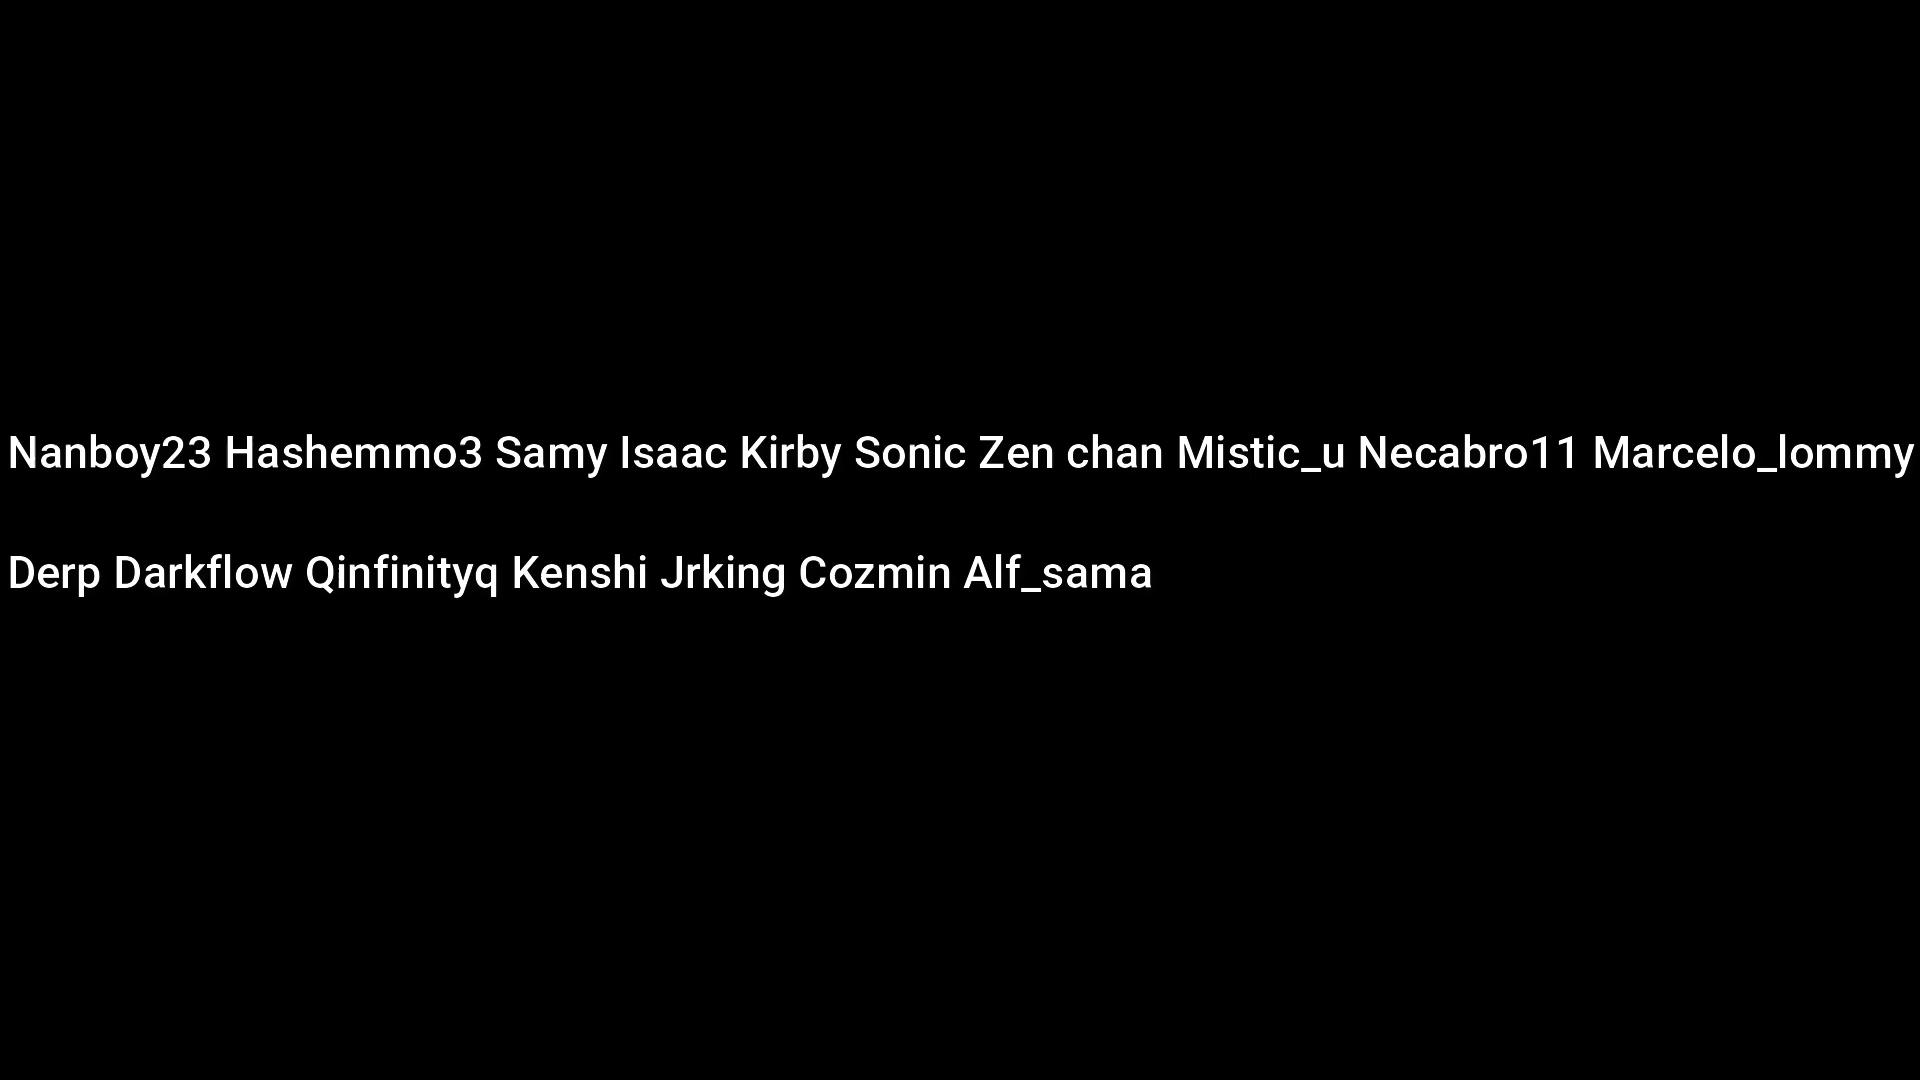 Nanboy23 Hashemmo3 Samy Isaac Kirby Sonic Zen chan Mistic_u Necabro11 Marcelo_lommy
Derp Darkflow Qinfinityq Kenshi Jrking Cozmin Alf_sama